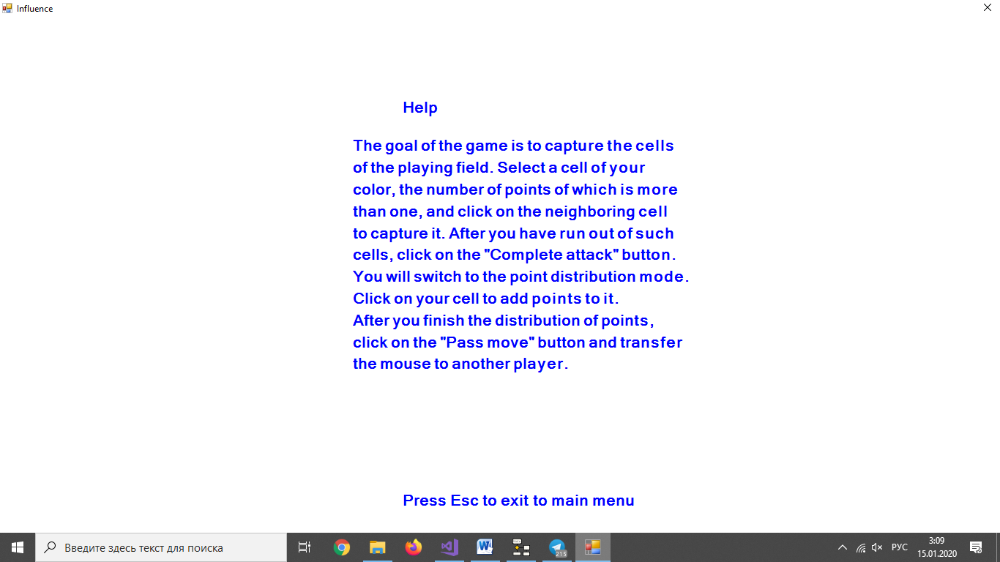 Influence
Help
The goal of the game is to capture the cells
of the playing field. Select a cell of your
color, the number of points of which is more
than one, and click on the neighboring cell
to capture it. After you have run out of such
cells, click on the "Complete attack" button.
You will switch to the point distribution mode.
Click on your cell to add points to it.
After you finish the distribution of points,
click on the "Pass move" button and transfer
the mouse to another player.
Press Esc to exit to main menu
Введите здесь текст для поиска
215
РУС
3:09
15.01.2020